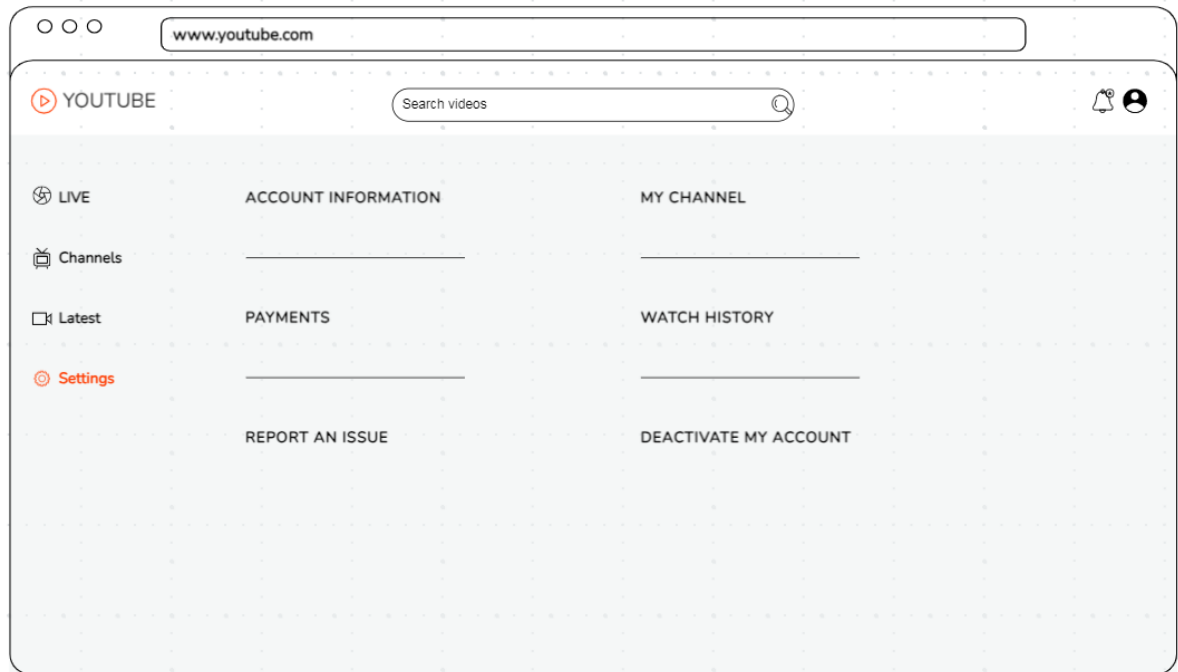 www.youtube.com
YOUTUBE
Search videos
LIVE
Channels
Latest
Settings
ACCOUNT INFORMATION
MY CHANNEL
PAYMENTS
WATCH HISTORY
REPORT AN ISSUE
DEACTIVATE MY ACCOUNT